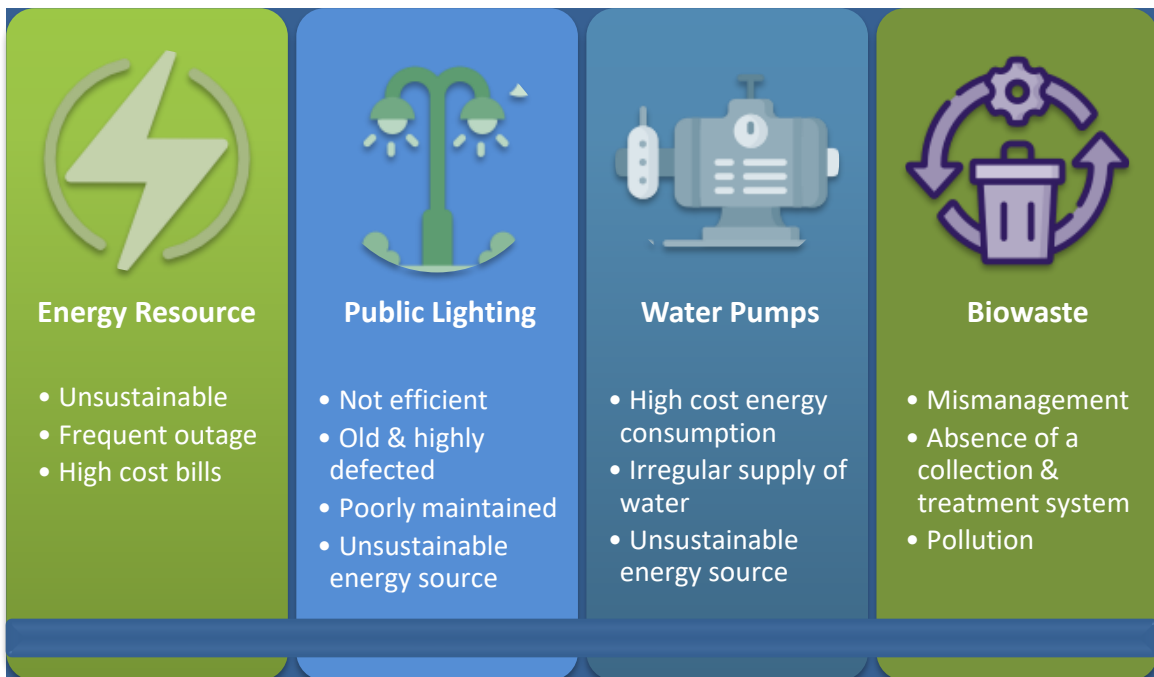 Energy Resource
• Unsustainable
• Frequent outage
• High cost bills
Public Lighting
• Not efficient
• Old & highly
defected
• Poorly maintained
• Unsustainable
energy source
Water Pumps
• High cost energy
consumption
• Irregular supply of
water
• Unsustainable
energy source
Biowaste
• Mismanagement
• Absence of a
collection &
treatment system
• Pollution